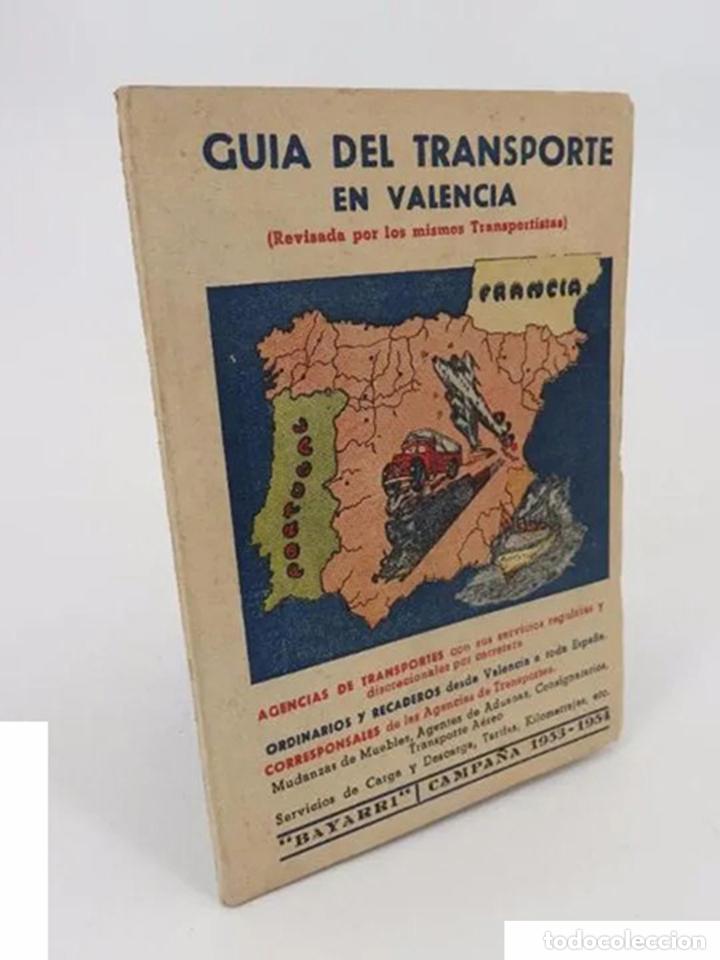 GUIA DEL TRANSPORTE
EN VALENCIA
(Revisada por los mismos Transportistas)
FRANCIA
PORTUGAL
AGENCIAS DE TRANSPORTES con sus servicios regulares y
discrecionales por carretera
ORDINARIOS Y RECADEROS desde Valencia a toda España.
CORRESPONSALES de las Agencias de Transportes.
Mudanzas de Muebles, Agentes de Aduanas, Consignatarios,
Transporte Aéreo
Servicios de Carga y Descarga, Tarifas, Kilometrajes, etc.
"BAYARRI" CAMPAÑA 1953-1954
todocoleccion